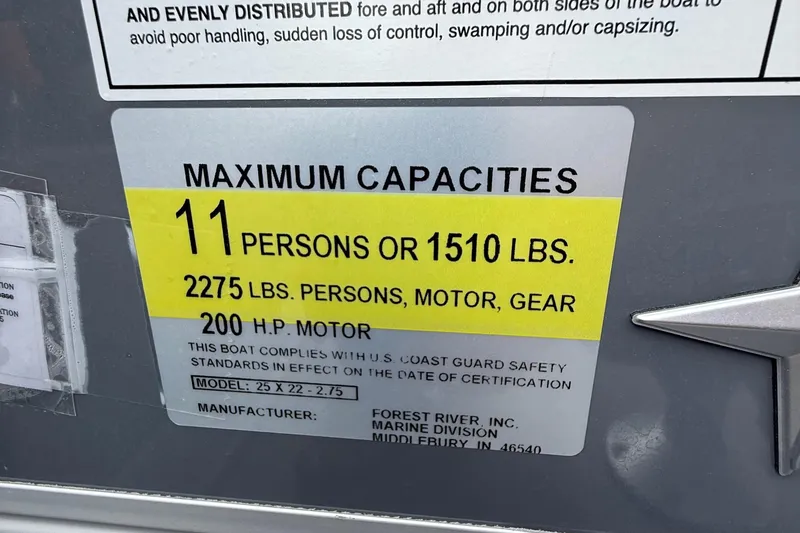 AND EVENLY DISTRIBUTED fore and aft and on both sides of the boat to
avoid poor handling, sudden loss of control, swamping and/or capsizing.
MAXIMUM CAPACITIES
11 PERSONS OR 1510 LBS.
2275 LBS. PERSONS, MOTOR, GEAR
200 H.P. MOTOR
THIS BOAT COMPLIES WITH U.S. COAST GUARD SAFETY
STANDARDS IN EFFECT ON THE DATE OF CERTIFICATION
MODEL: 25 X 22 - 2.75
MANUFACTURER: FOREST RIVER, INC.
MARINE DIVISION
MIDDLEBURY, IN 46540